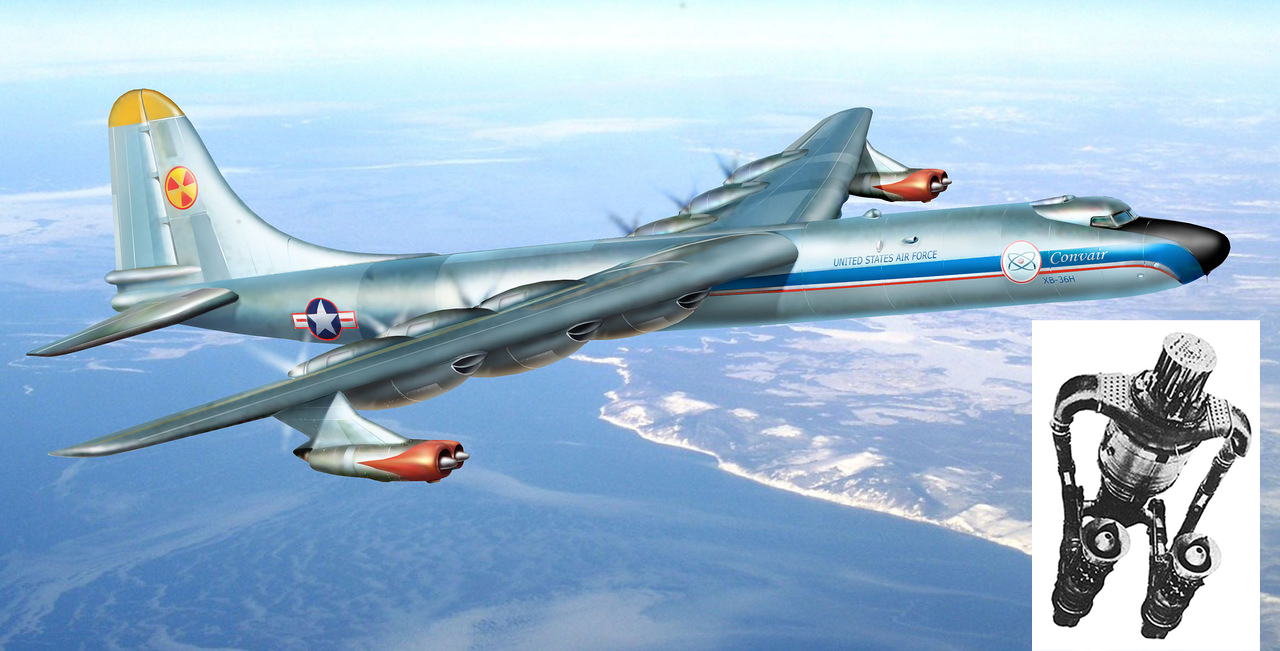 UNITED STATES AIR FORCE
Convair
XB-36H